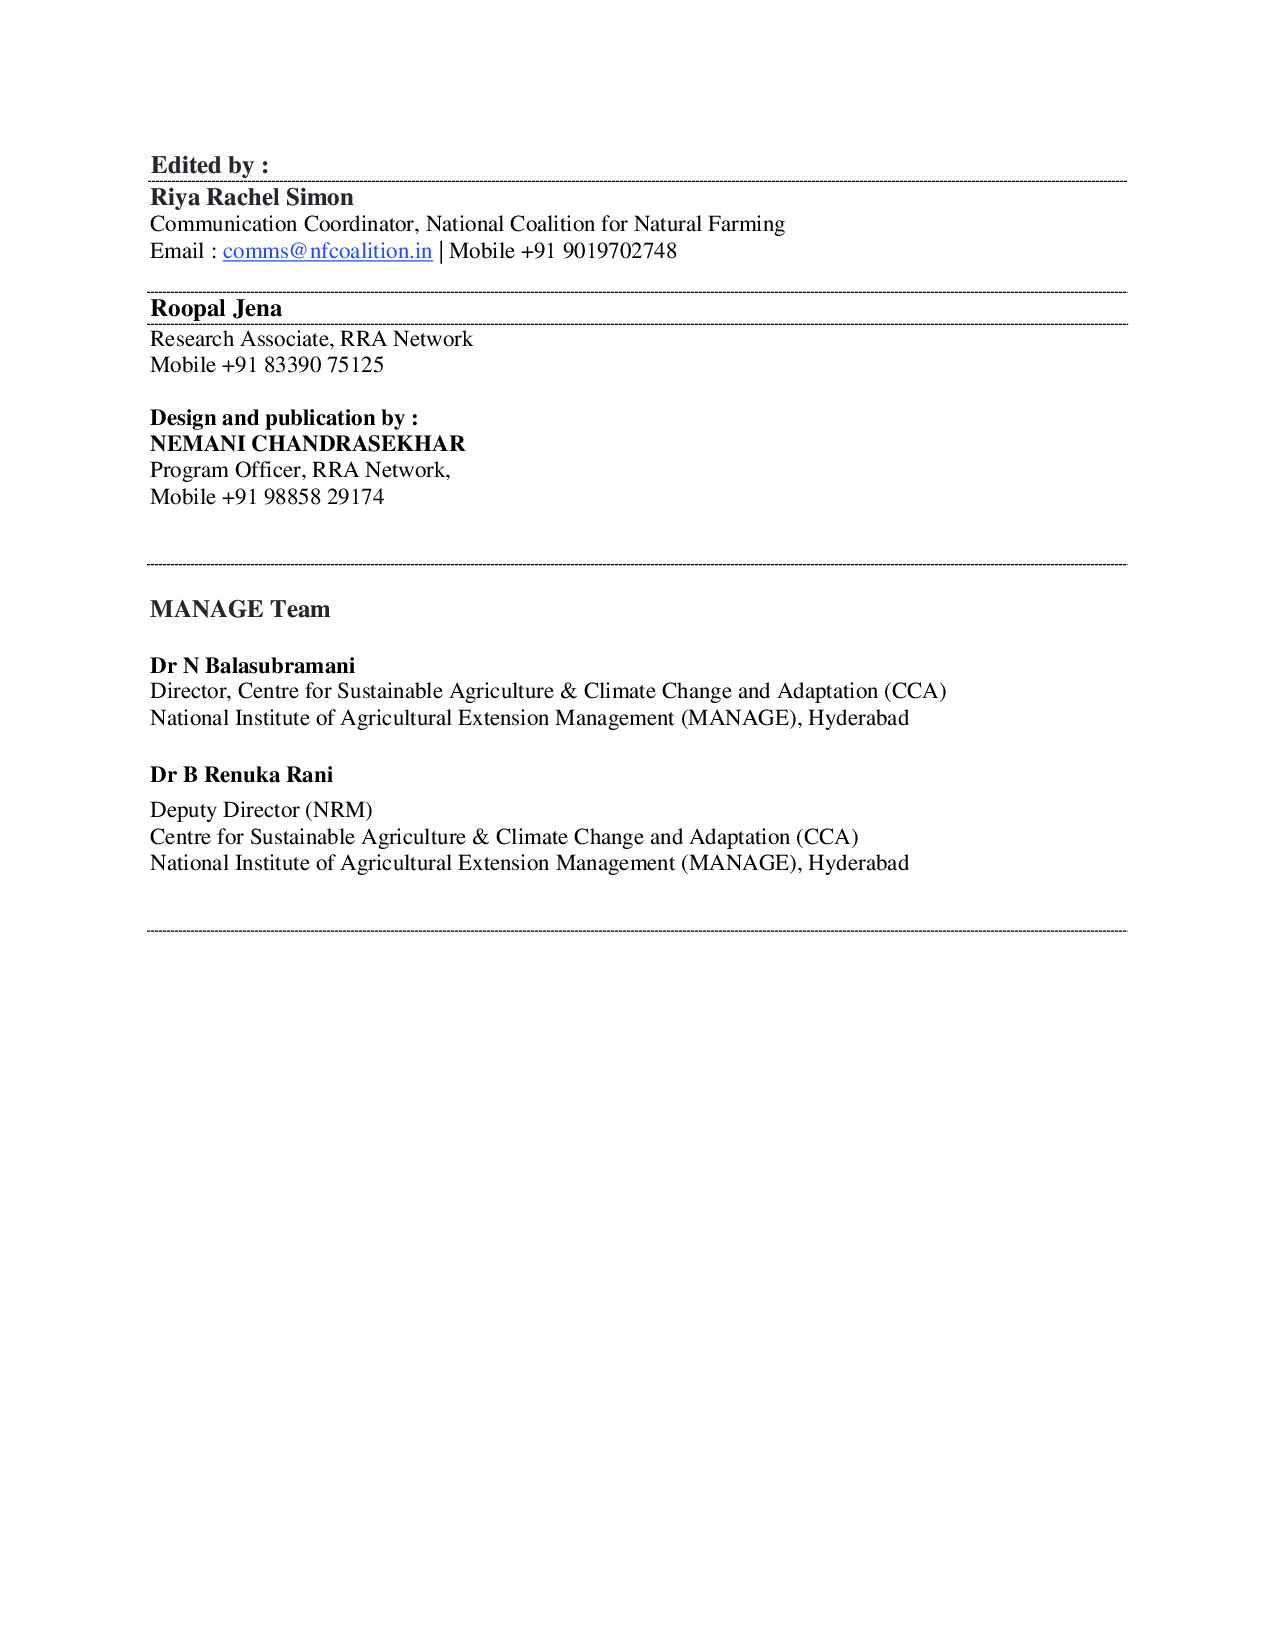 Edited by :
Riya Rachel Simon
Communication Coordinator, National Coalition for Natural Farming
Email : comms@nfcoalition.in | Mobile +91 9019702748
Roopal Jena
Research Associate, RRA Network
Mobile +91 83390 75125
Design and publication by :
NEMANI CHANDRASEKHAR
Program Officer, RRA Network,
Mobile +91 98858 29174
MANAGE Team
Dr N Balasubramani
Director, Centre for Sustainable Agriculture & Climate Change and Adaptation (CCA)
National Institute of Agricultural Extension Management (MANAGE), Hyderabad
Dr B Renuka Rani
Deputy Director (NRM)
Centre for Sustainable Agriculture & Climate Change and Adaptation (CCA)
National Institute of Agricultural Extension Management (MANAGE), Hyderabad